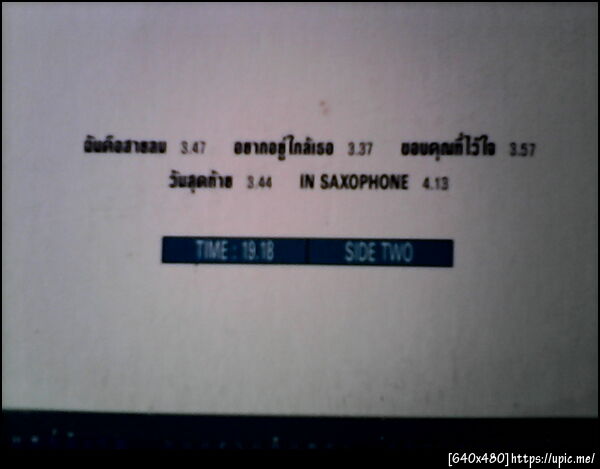 ฉันคือสายลม 3.47 อยากอยู่ใกล้เธอ 3.37 ขอบคุณที่ไว้ใจ 3.57
วันสุดท้าย 3.44 IN SAXOPHONE 4.13
TIME : 19.18 SIDE TWO
[640x480]https://upic.me/